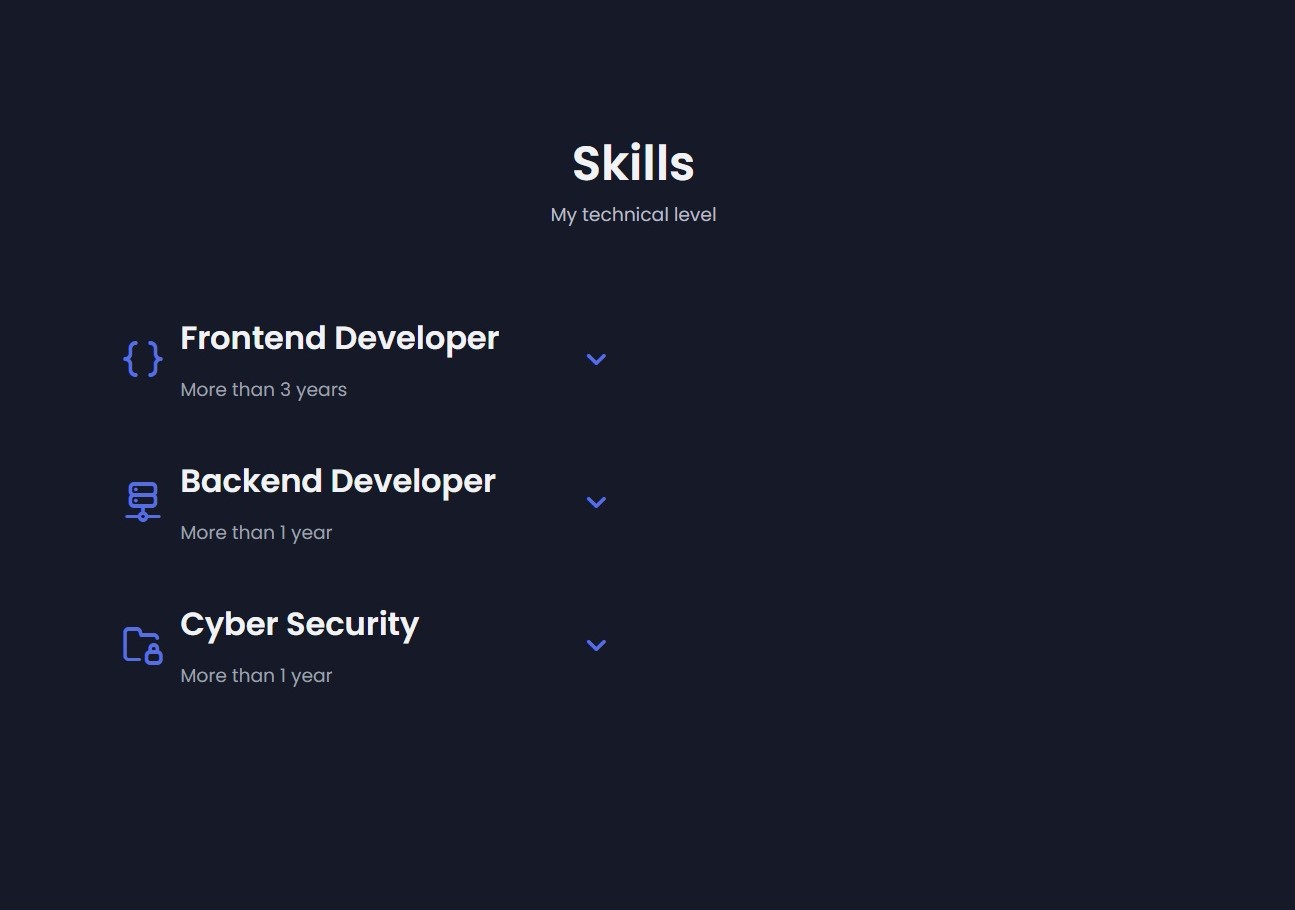 Skills
My technical level
Frontend Developer
More than 3 years
Backend Developer
More than 1 year
Cyber Security
More than 1 year